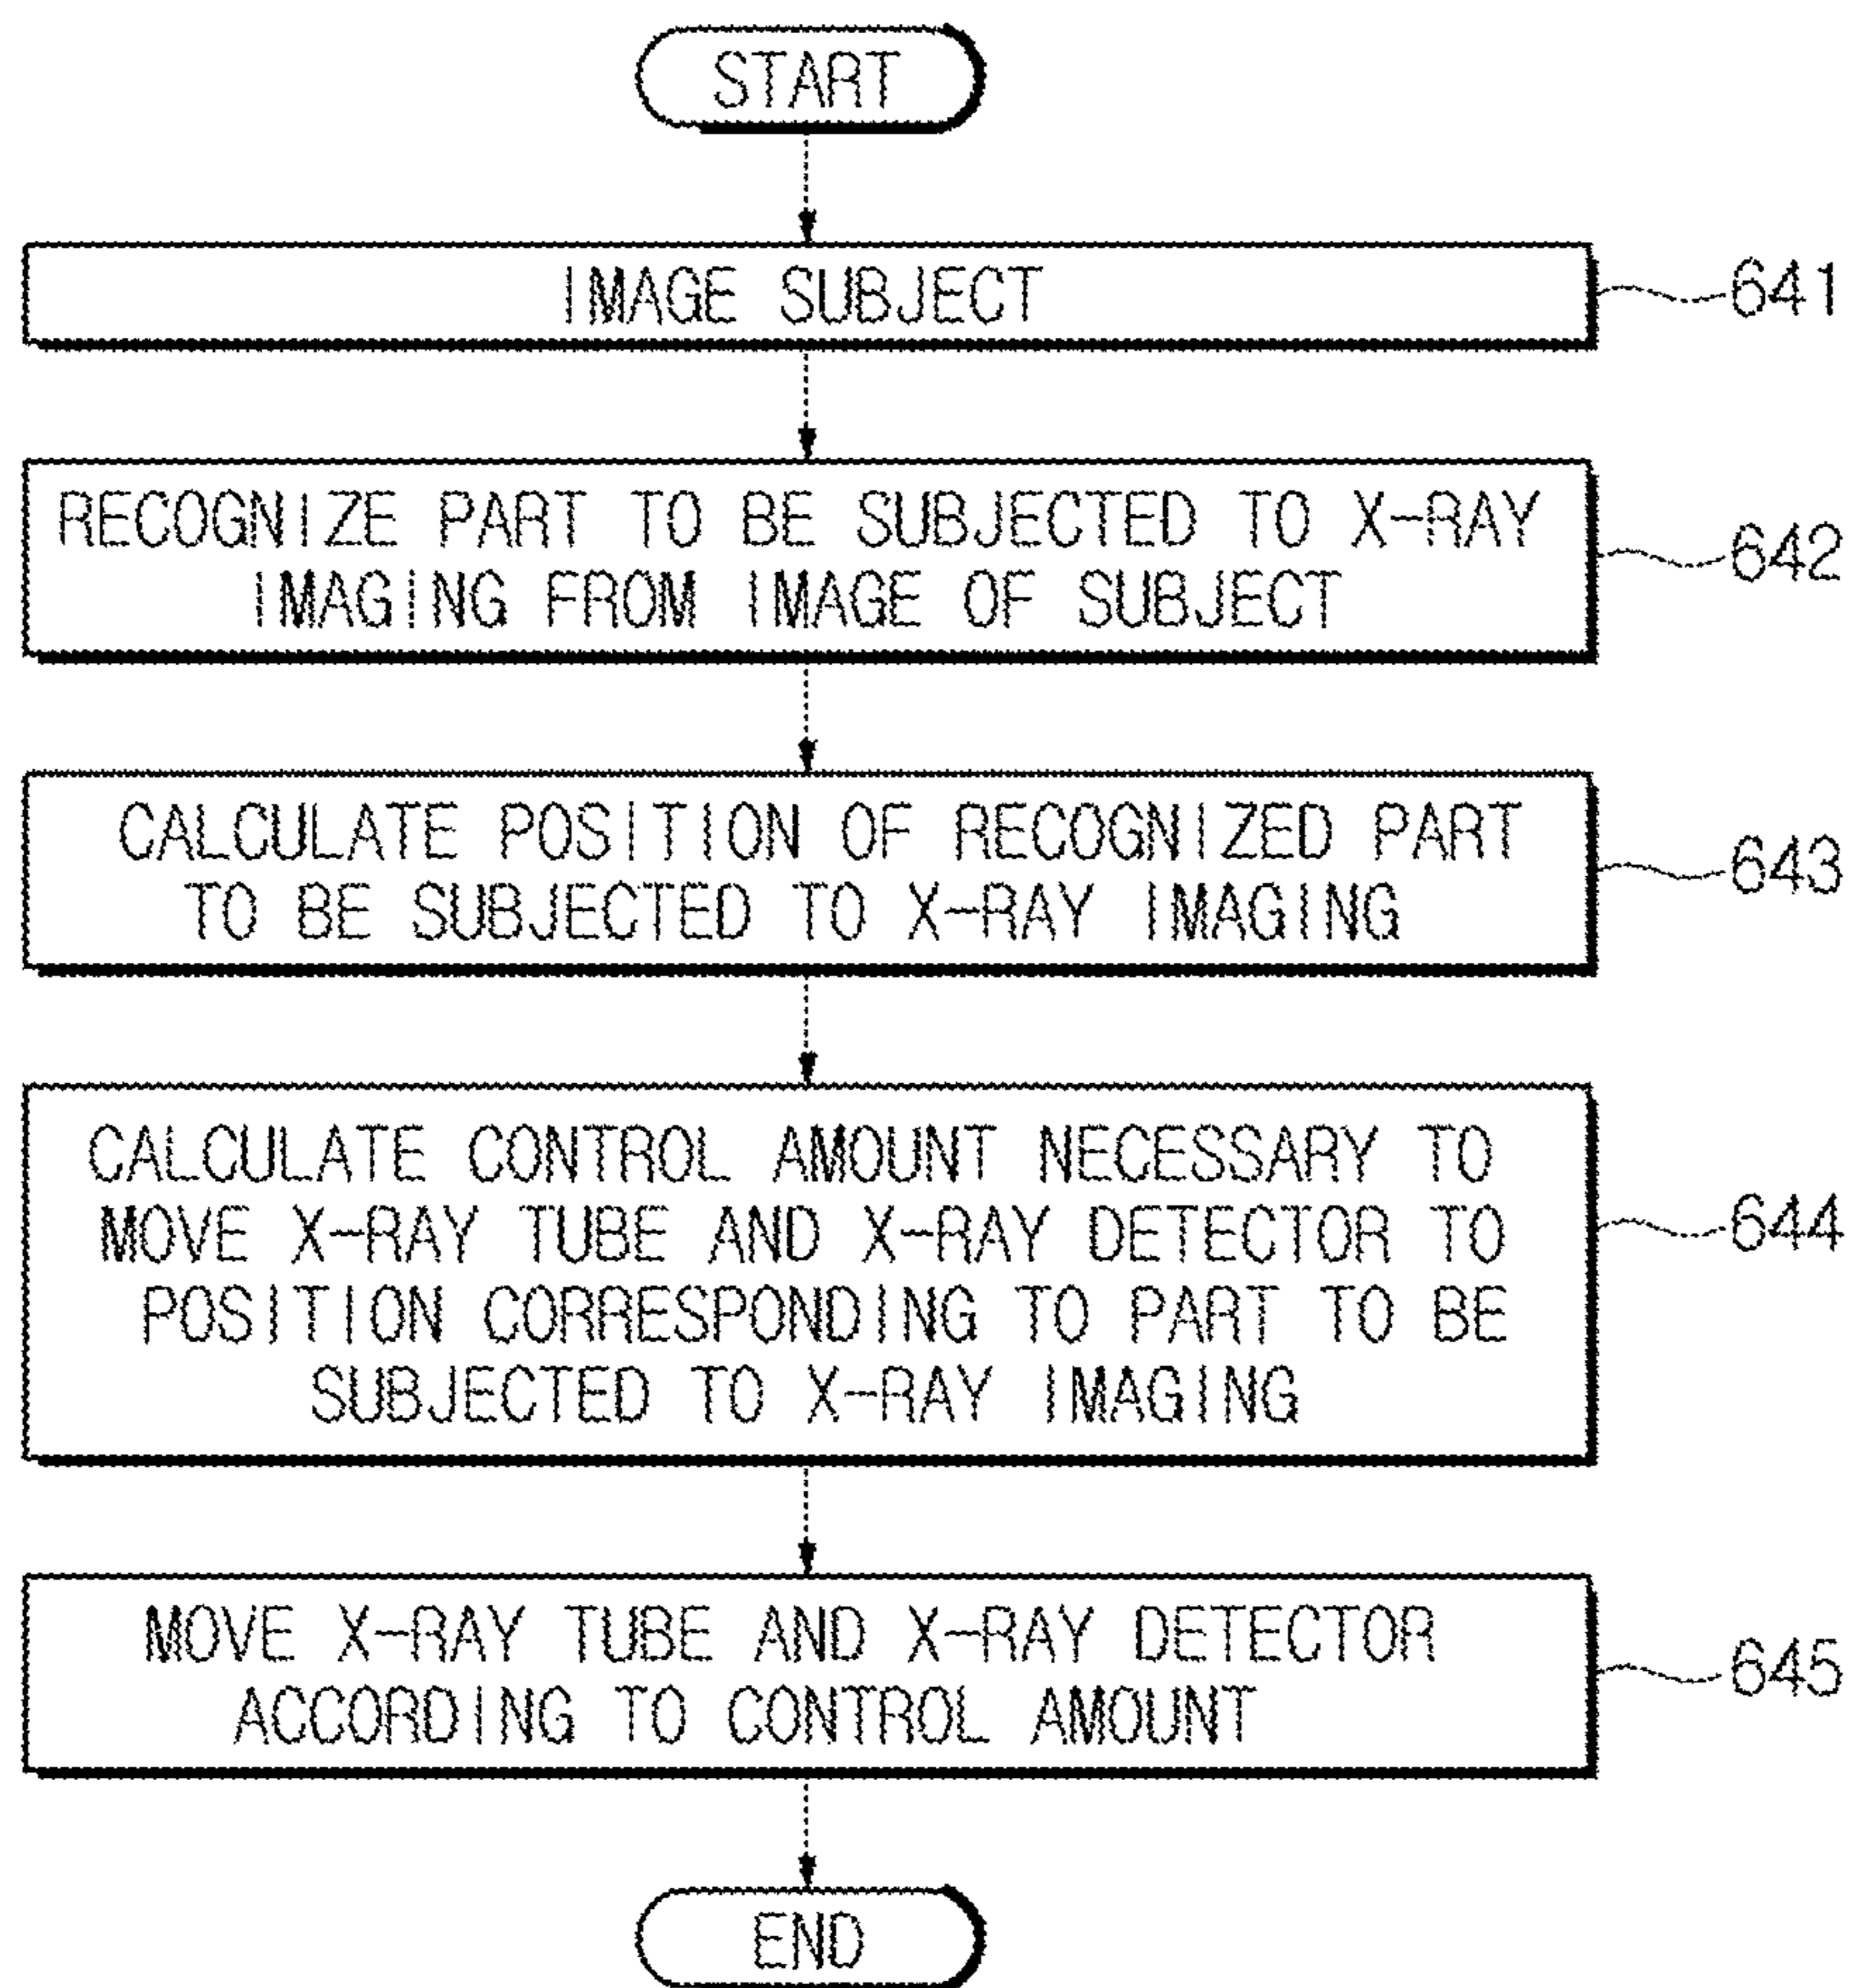 START
IMAGE SUBJECT
641
RECOGNIZE PART TO BE SUBJECTED TO X-RAY
IMAGING FROM IMAGE OF SUBJECT
642
CALCULATE POSITION OF RECOGNIZED PART
TO BE SUBJECTED TO X-RAY IMAGING
643
CALCULATE CONTROL AMOUNT NECESSARY TO
MOVE X-RAY TUBE AND X-RAY DETECTOR TO
POSITION CORRESPONDING TO PART TO BE
SUBJECTED TO X-RAY IMAGING
644
MOVE X-RAY TUBE AND X-RAY DETECTOR
ACCORDING TO CONTROL AMOUNT
645
END